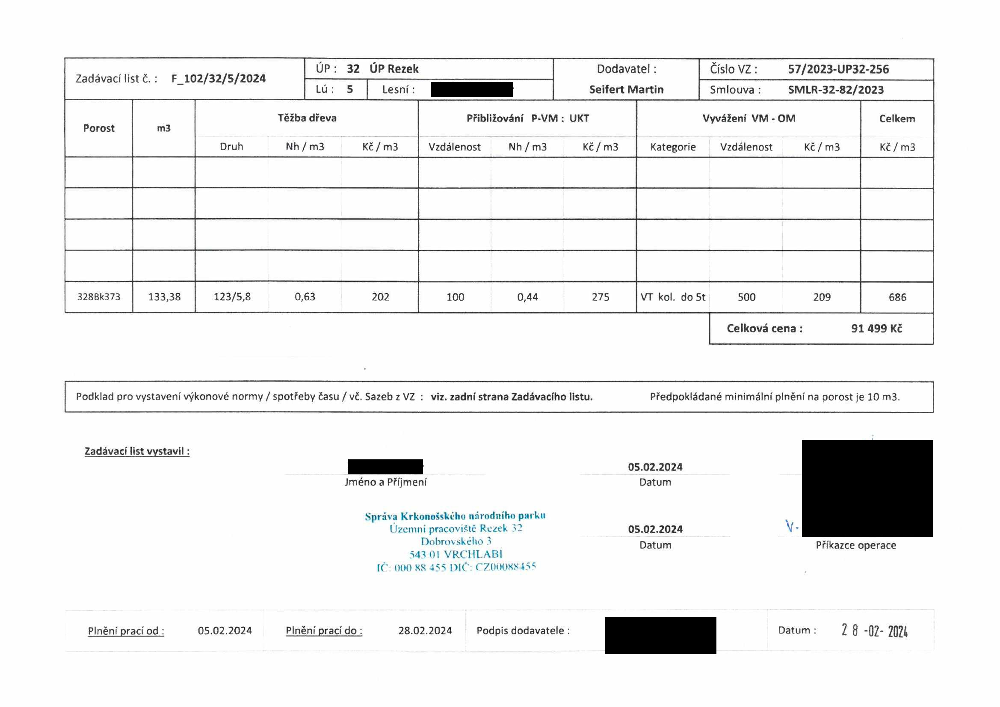 Zadávací list č. : F_102/32/5/2024
ÚP : 32 ÚP Rezek
Lú : 5 Lesní :
Dodavatel :
Seifert Martin
Číslo VZ : 57/2023-UP32-256
Smlouva : SMLR-32-82/2023
Porost m3 Těžba dřeva Přibližování P-VM : UKT Vyvážení VM - OM Celkem
Druh Nh / m3 Kč / m3 Vzdálenost Nh / m3 Kč / m3 Kategorie Vzdálenost Kč / m3 Kč / m3
328Bk373 133,38 123/5,8 0,63 202 100 0,44 275 VT kol. do 5t 500 209 686
Celková cena : 91 499 Kč
Podklad pro vystavení výkonové normy / spotřeby času / vč. Sazeb z VZ : viz. zadní strana Zadávacího listu. Předpokládané minimální plnění na porost je 10 m3.
Zadávací list vystavil :
05.02.2024
Jméno a Příjmení Datum
Správa Krkonošského národního parku
Územní pracoviště Rezek 32
Dobrovského 3
543 01 VRCHLABÍ
IČ: 000 88 455 DIČ: CZ00088455
05.02.2024 V.
Datum Příkazce operace
Plnění prací od : 05.02.2024 Plnění prací do : 28.02.2024 Podpis dodavatele : Datum : 28 -02- 2024